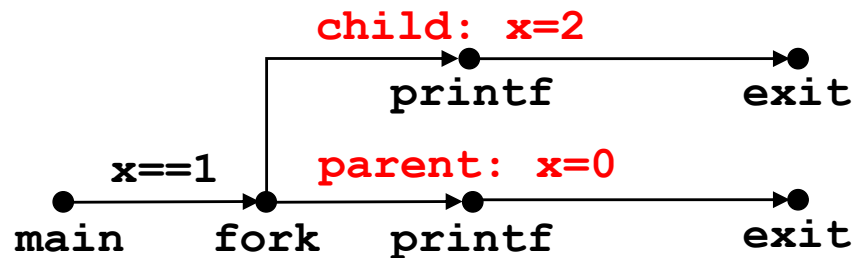 child: x=2
printf exit
x==1 parent: x=0
main fork printf exit